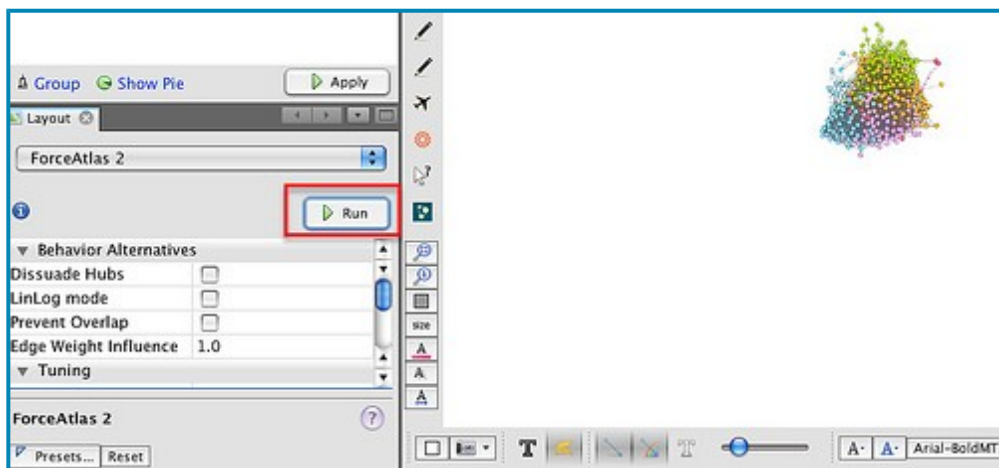 Group Show Pie Apply
Layout
ForceAtlas 2
Run
Behavior Alternatives
Dissuade Hubs
LinLog mode
Prevent Overlap
Edge Weight Influence 1.0
Tuning
ForceAtlas 2
?
Presets... Reset
size
A
A
A
T T A- A- Arial-BoldMT